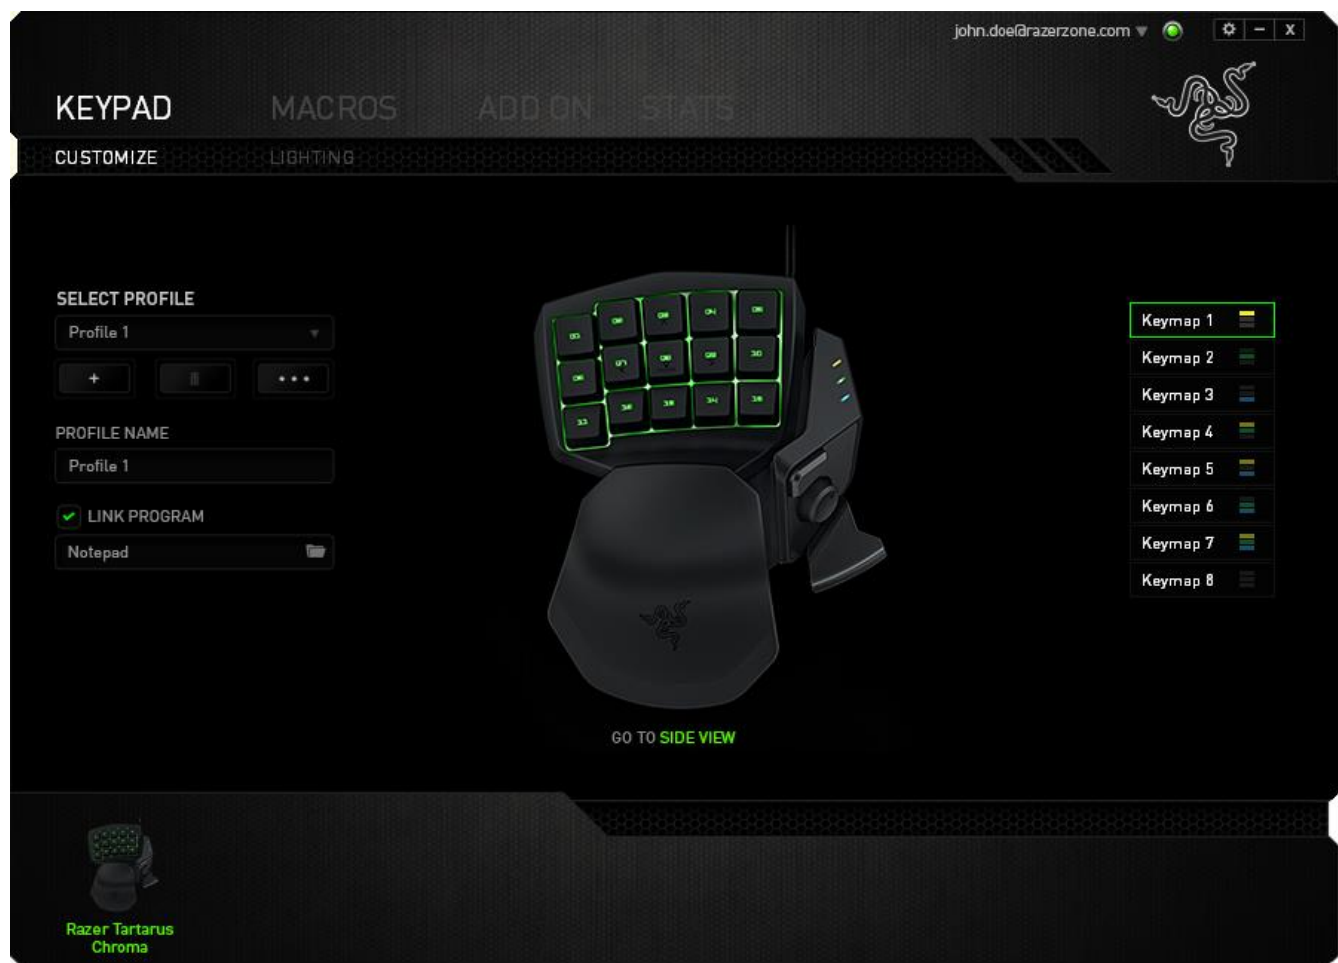 john.doe@razerzone.com
KEYPAD MACROS ADD ON STATS
CUSTOMIZE LIGHTING
SELECT PROFILE
Profile 1
PROFILE NAME
Profile 1
LINK PROGRAM
Notepad
Keymap 1
Keymap 2
Keymap 3
Keymap 4
Keymap 5
Keymap 6
Keymap 7
Keymap 8
GO TO SIDE VIEW
Razer Tartarus
Chroma